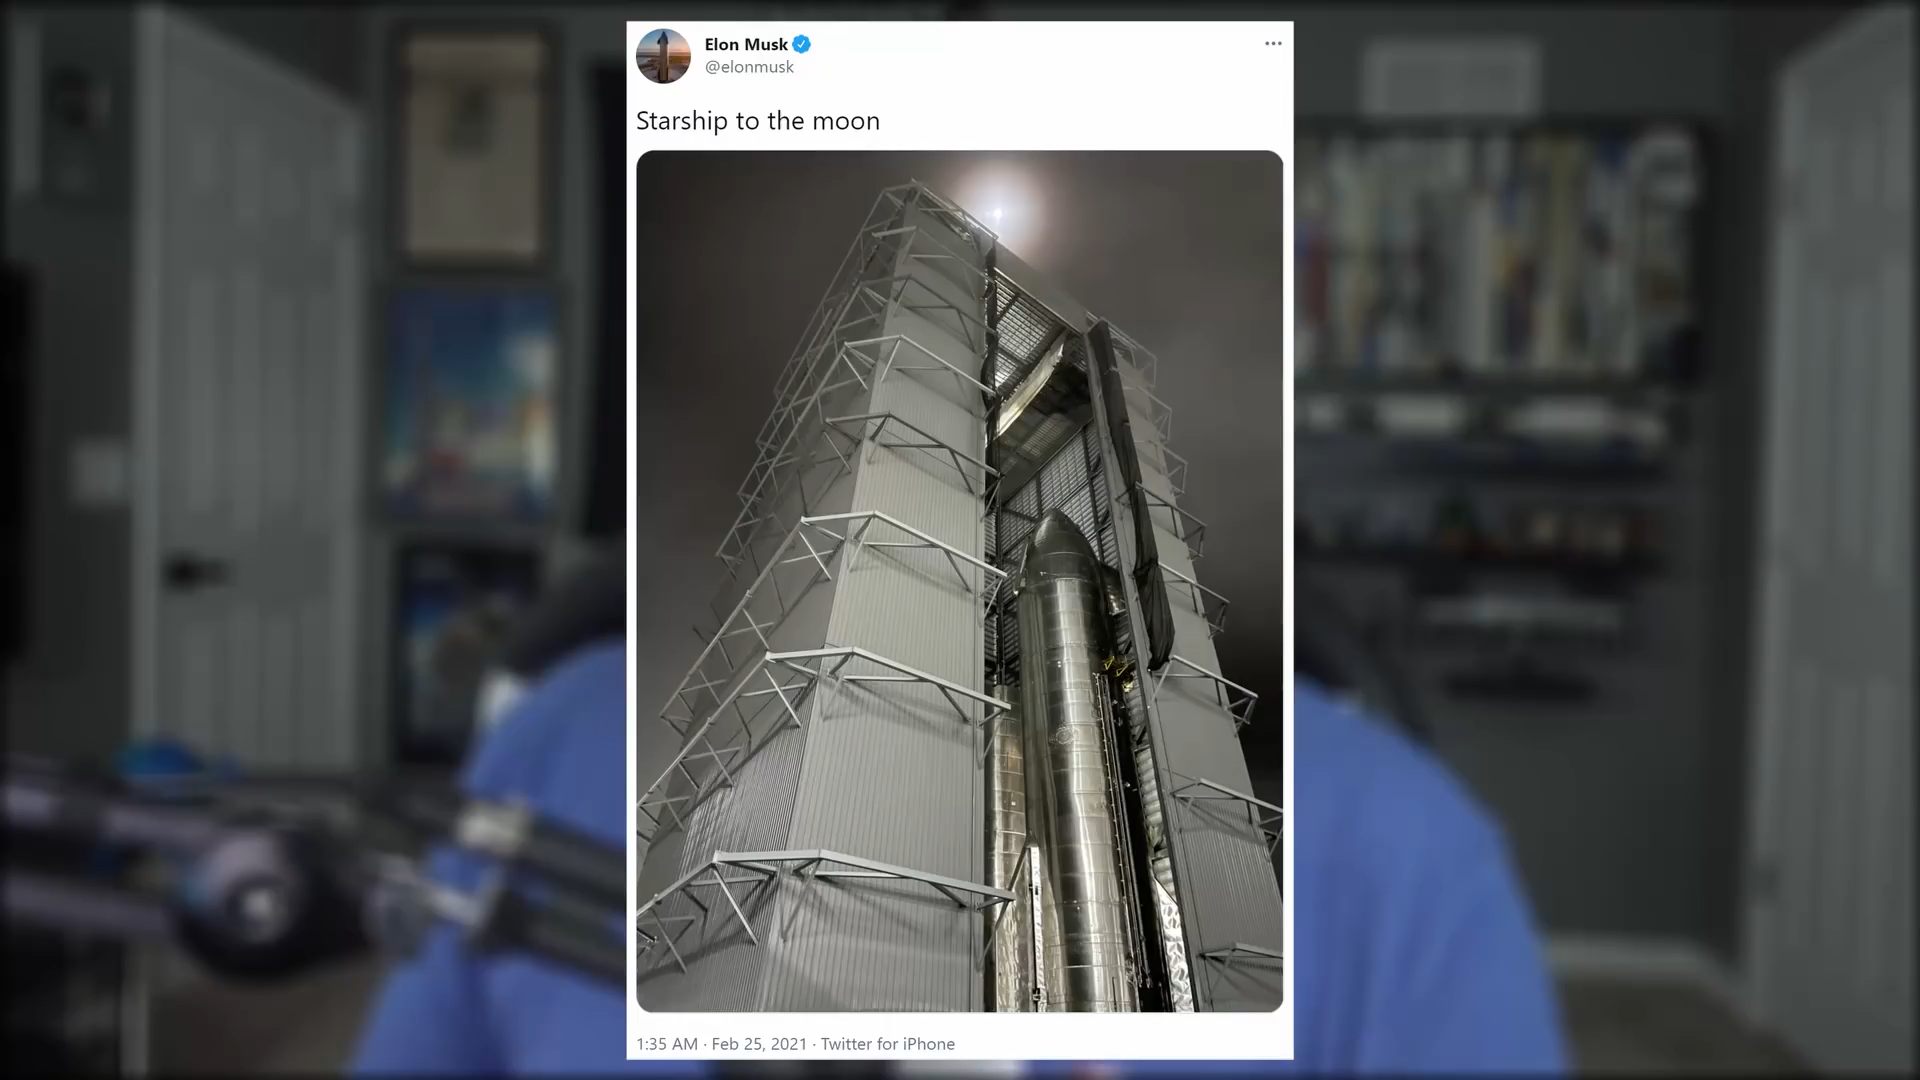 Elon Musk
@elonmusk
Starship to the moon
1:35 AM · Feb 25, 2021 · Twitter for iPhone